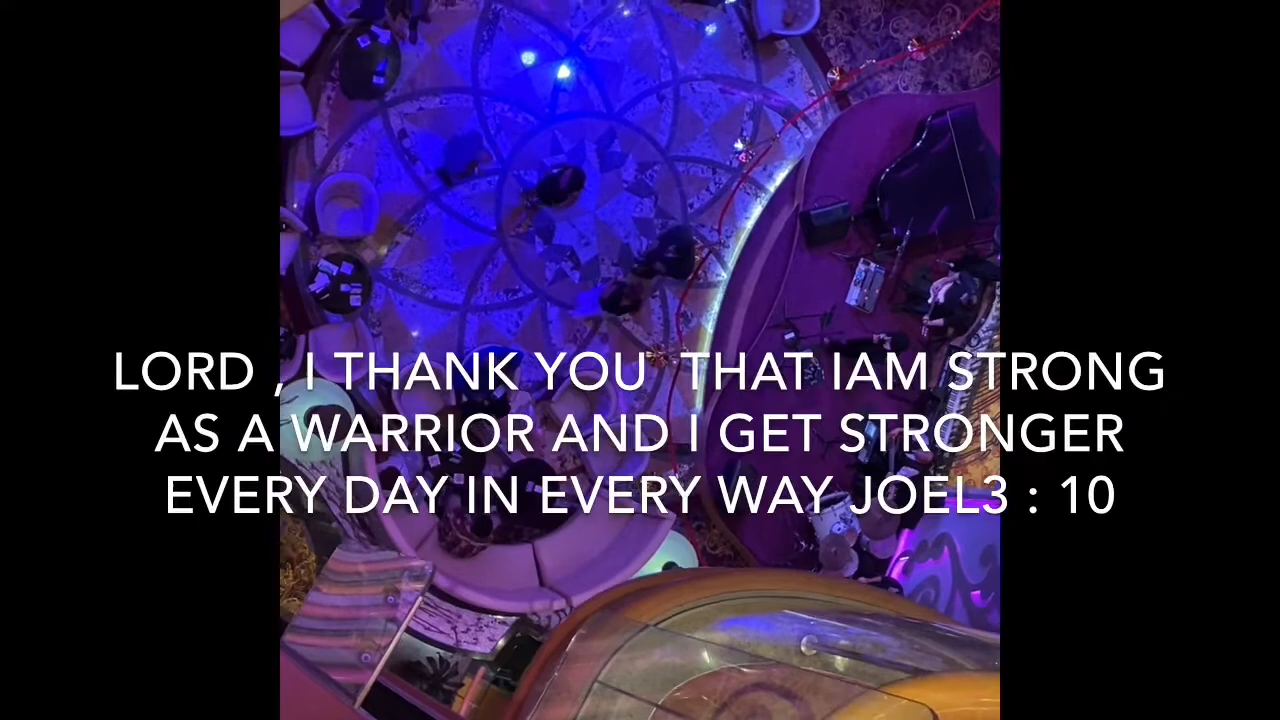 LORD , I THANK YOU  THAT IAM STRONG
AS A WARRIOR AND I GET STRONGER
EVERY DAY IN EVERY WAY JOEL3 : 10